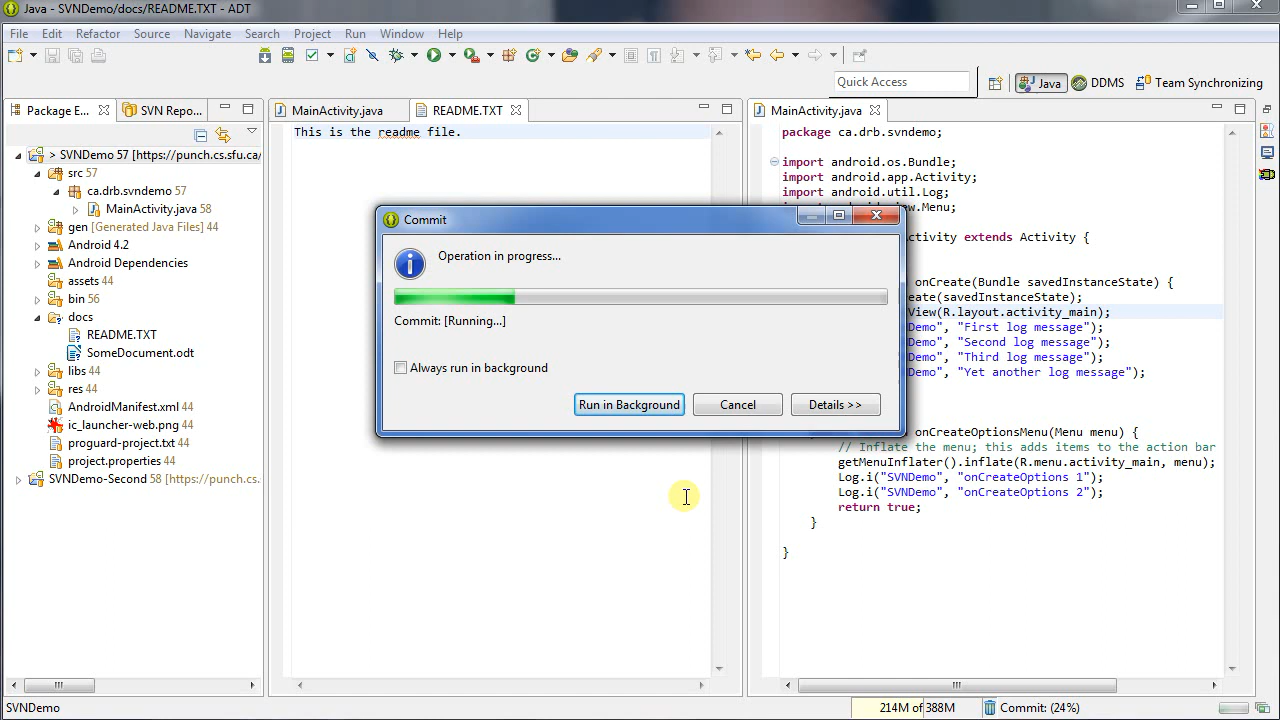 Java - SVNDemo/docs/README.TXT - ADT
File Edit Refactor Source Navigate Search Project Run Window Help
Quick Access
Java
DDMS
Team Synchronizing
Package E...
SVN Repo...
> SVNDemo 57 [https://punch.cs.sfu.ca/
src 57
ca.drb.svndemo 57
MainActivity.java 58
gen [Generated Java Files] 44
Android 4.2
Android Dependencies
assets 44
bin 56
docs
README.TXT
SomeDocument.odt
libs 44
res 44
AndroidManifest.xml 44
ic_launcher-web.png 44
proguard-project.txt 44
project.properties 44
SVNDemo-Second 58 [https://punch.cs.
MainActivity.java
README.TXT
This is the readme file.
MainActivity.java
package ca.drb.svndemo;
import android.os.Bundle;
import android.app.Activity;
import android.util.Log;
.Menu;
ctivity extends Activity {
onCreate(Bundle savedInstanceState) {
eate(savedInstanceState);
View(R.layout.activity_main);
Demo", "First log message");
Demo", "Second log message");
Demo", "Third log message");
Demo", "Yet another log message");
onCreateOptionsMenu(Menu menu) {
// Inflate the menu; this adds items to the action bar
getMenuInflater().inflate(R.menu.activity_main, menu);
Log.i("SVNDemo", "onCreateOptions 1");
Log.i("SVNDemo", "onCreateOptions 2");
return true;
}
}
Commit
Operation in progress...
Commit: [Running...]
Always run in background
Run in Background
Cancel
Details >>
SVNDemo
214M of 388M
Commit: (24%)